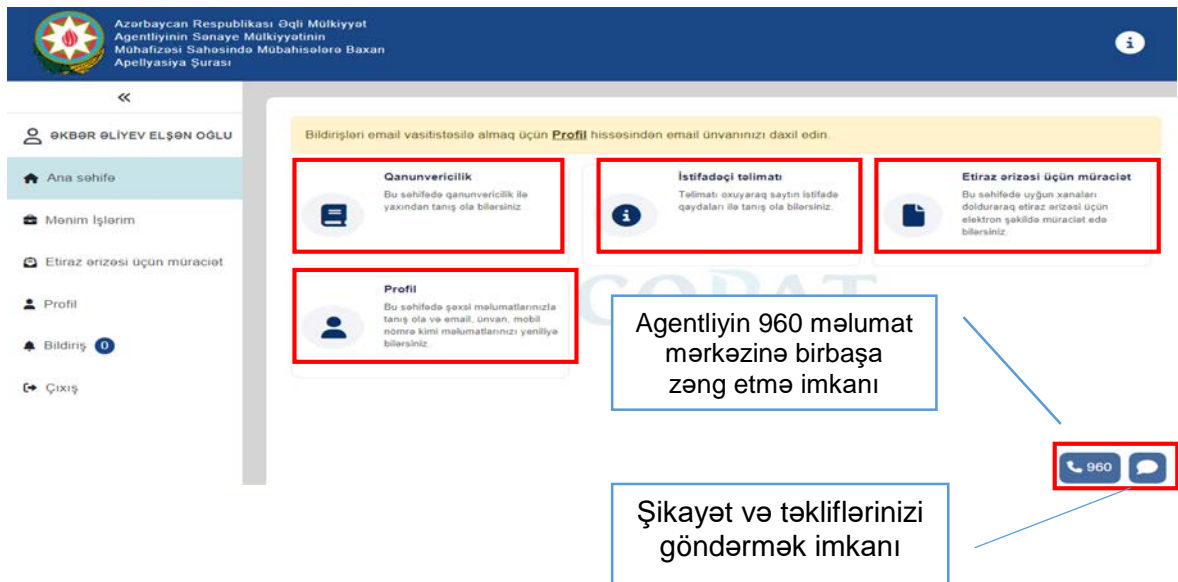 Azərbaycan Respublikası Əqli Mülkiyyət
Agentliyinin Sənaye Mülkiyyətinin
Mühafizəsi Sahəsində Mübahisələrə Baxan
Apellyasiya Şurası
ƏKBƏR ƏLİYEV ELŞƏN OĞLU
Ana səhifə
Mənim İşlərim
Etiraz ərizəsi üçün müraciət
Profil
Bildiriş 0
Çıxış
Bildirişləri email vasitistəsilə almaq üçün Profil hissəsindən email ünvanınızı daxil edin.
Qanunvericilik
Bu səhifədə qanunvericilik ilə
yaxından tanış ola bilərsiniz
İstifadəçi təlimatı
Təlimatı oxuyaraq saytın istifadə
qaydaları ilə tanış ola bilərsiniz.
Etiraz ərizəsi üçün müraciət
Bu səhifədə uyğun xanaları
dolduraraq etiraz ərizəsi üçün
elektron şəkildə müraciət edə
bilərsiniz.
Profil
Bu səhifədə şəxsi məlumatlarınızla
tanış ola və email, ünvan, mobil
nömrə kimi məlumatlarınızı yeniliyə
bilərsiniz.
Agentliyin 960 məlumat
mərkəzinə birbaşa
zəng etmə imkanı
960
Şikayət və təkliflərinizi
göndərmək imkanı